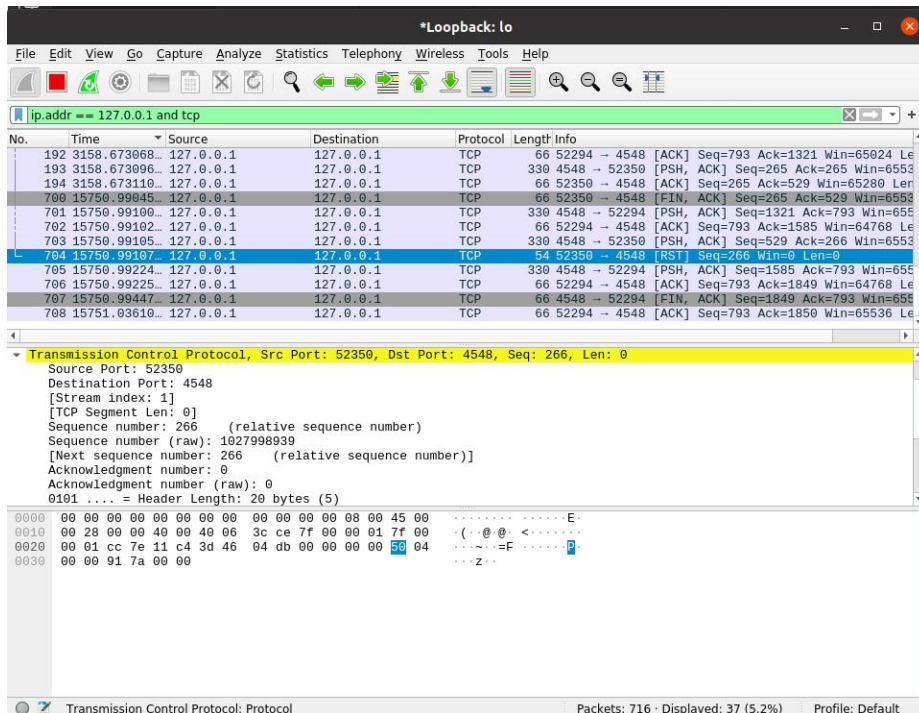 *Loopback: lo
File Edit View Go Capture Analyze Statistics Telephony Wireless Tools Help
ip.addr == 127.0.0.1 and tcp
No. Time Source Destination Protocol Length Info
192 3158.673068… 127.0.0.1 127.0.0.1 TCP 66 52294 → 4548 [ACK] Seq=793 Ack=1321 Win=65024 Le
193 3158.673096… 127.0.0.1 127.0.0.1 TCP 330 4548 → 52350 [PSH, ACK] Seq=265 Ack=265 Win=6553
194 3158.673110… 127.0.0.1 127.0.0.1 TCP 66 52350 → 4548 [ACK] Seq=265 Ack=529 Win=65280 Len
700 15750.99045… 127.0.0.1 127.0.0.1 TCP 66 52350 → 4548 [FIN, ACK] Seq=265 Ack=529 Win=6553
701 15750.99100… 127.0.0.1 127.0.0.1 TCP 330 4548 → 52294 [PSH, ACK] Seq=1321 Ack=793 Win=655
702 15750.99102… 127.0.0.1 127.0.0.1 TCP 66 52294 → 4548 [ACK] Seq=793 Ack=1585 Win=64768 Le
703 15750.99105… 127.0.0.1 127.0.0.1 TCP 330 4548 → 52350 [PSH, ACK] Seq=529 Ack=266 Win=6553
704 15750.99107… 127.0.0.1 127.0.0.1 TCP 54 52350 → 4548 [RST] Seq=266 Win=0 Len=0
705 15750.99224… 127.0.0.1 127.0.0.1 TCP 330 4548 → 52294 [PSH, ACK] Seq=1585 Ack=793 Win=655
706 15750.99225… 127.0.0.1 127.0.0.1 TCP 66 52294 → 4548 [ACK] Seq=793 Ack=1849 Win=64768 Le
707 15750.99447… 127.0.0.1 127.0.0.1 TCP 66 4548 → 52294 [FIN, ACK] Seq=1849 Ack=793 Win=655
708 15751.03610… 127.0.0.1 127.0.0.1 TCP 66 52294 → 4548 [ACK] Seq=793 Ack=1850 Win=65536 Le
Transmission Control Protocol, Src Port: 52350, Dst Port: 4548, Seq: 266, Len: 0
Source Port: 52350
Destination Port: 4548
[Stream index: 1]
[TCP Segment Len: 0]
Sequence number: 266 (relative sequence number)
Sequence number (raw): 1027998939
[Next sequence number: 266 (relative sequence number)]
Acknowledgment number: 0
Acknowledgment number (raw): 0
0101 .... = Header Length: 20 bytes (5)
0000 00 00 00 00 00 00 00 00 00 00 00 00 08 00 45 00 ········ ······E·
0010 00 28 00 00 40 00 40 06 3c ce 7f 00 00 01 7f 00 ·(··@·@· <·······
0020 00 01 cc 7e 11 c4 3d 46 04 db 00 00 00 00 50 04 ···~··=F ······P·
0030 00 00 91 7a 00 00 ···z··
Transmission Control Protocol: Protocol Packets: 716 · Displayed: 37 (5.2%) Profile: Default